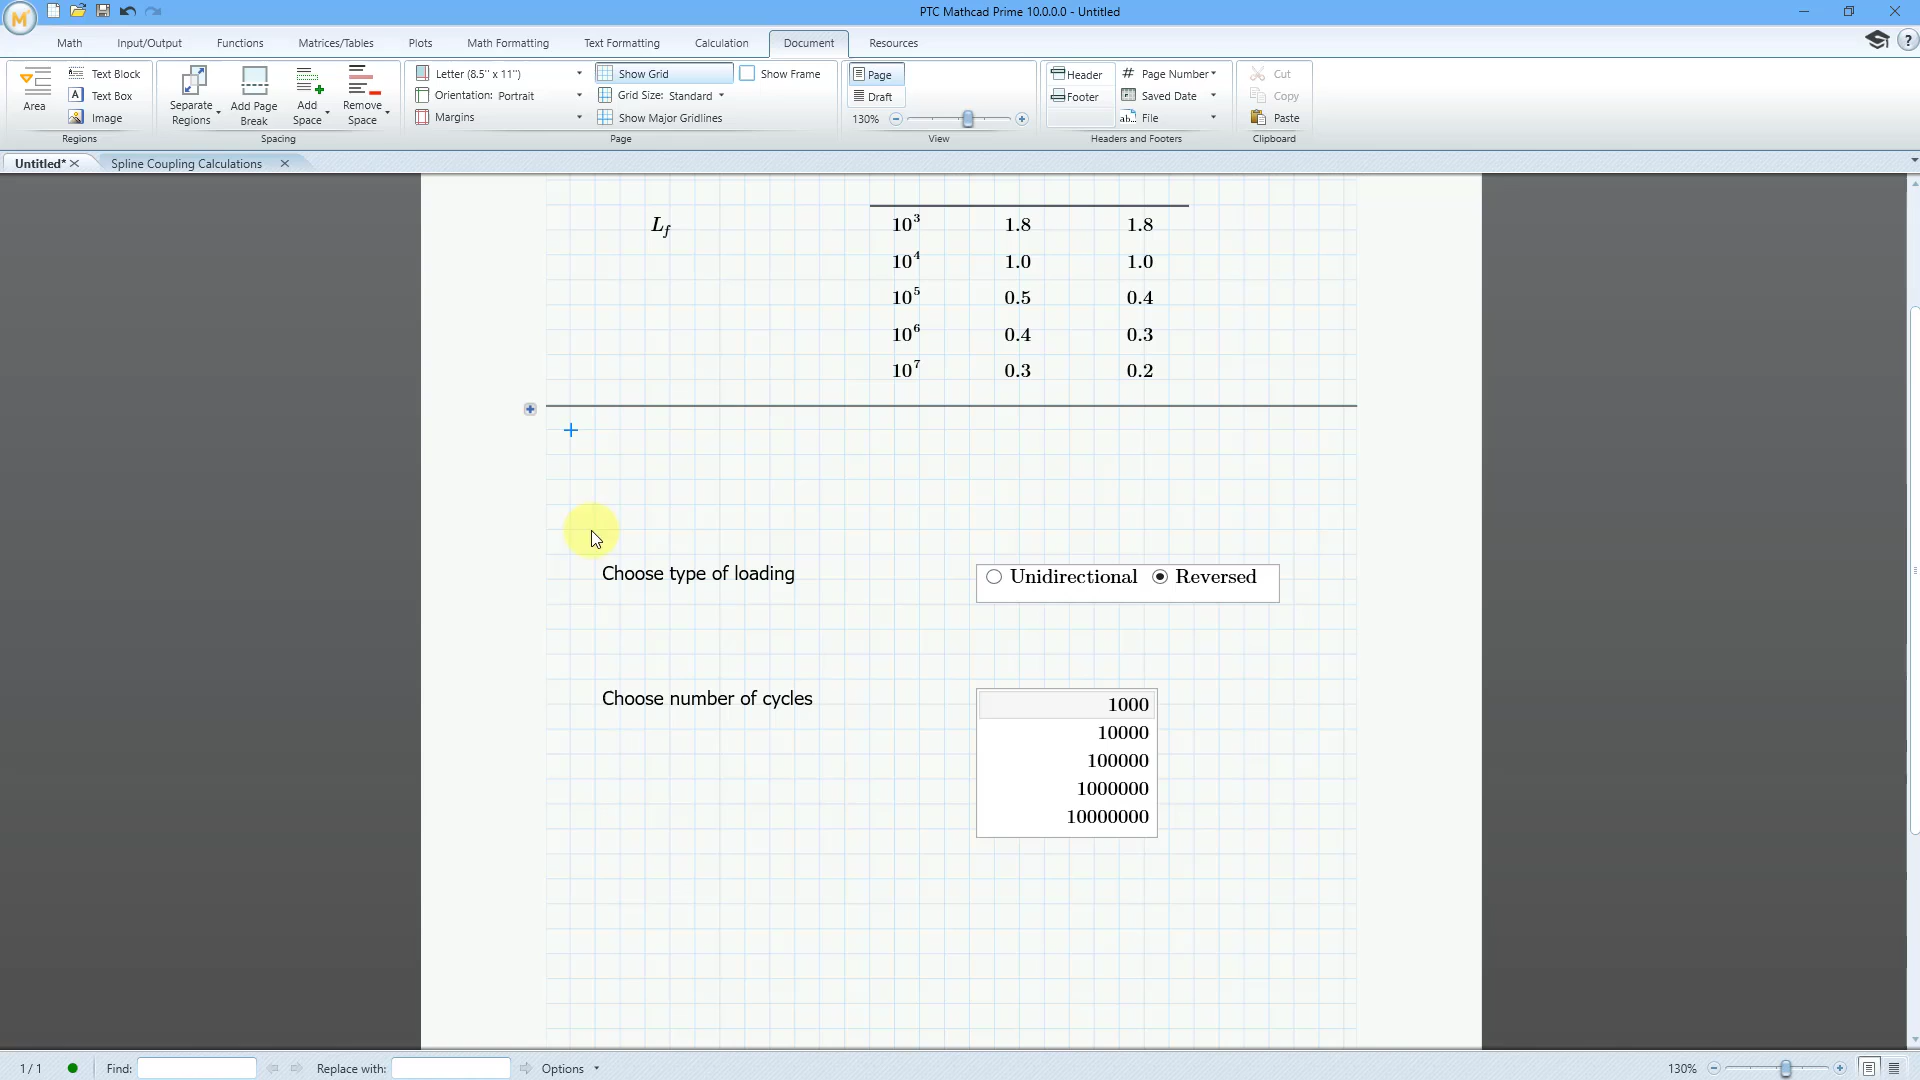 PTC Mathcad Prime 10.0.0.0 - Untitled
Math Input/Output Functions Matrices/Tables Plots Math Formatting Text Formatting Calculation Document Resources
Area
Text Block
Text Box
Image
Regions
Separate Regions
Add Page Break
Add Space
Remove Space
Spacing
Letter (8.5" x 11")
Orientation: Portrait
Margins
Show Grid
Grid Size: Standard
Show Major Gridlines
Show Frame
Page
Page
Draft
130%
View
Header
Footer
# Page Number
Saved Date
File
Headers and Footers
Cut
Copy
Paste
Clipboard
Untitled* Spline Coupling Calculations
L_f 10³ 1.8 1.8
10⁴ 1.0 1.0
10⁵ 0.5 0.4
10⁶ 0.4 0.3
10⁷ 0.3 0.2
Choose type of loading Unidirectional Reversed
Choose number of cycles 1000
10000
100000
1000000
10000000
1 / 1 Find: Replace with: Options 130%